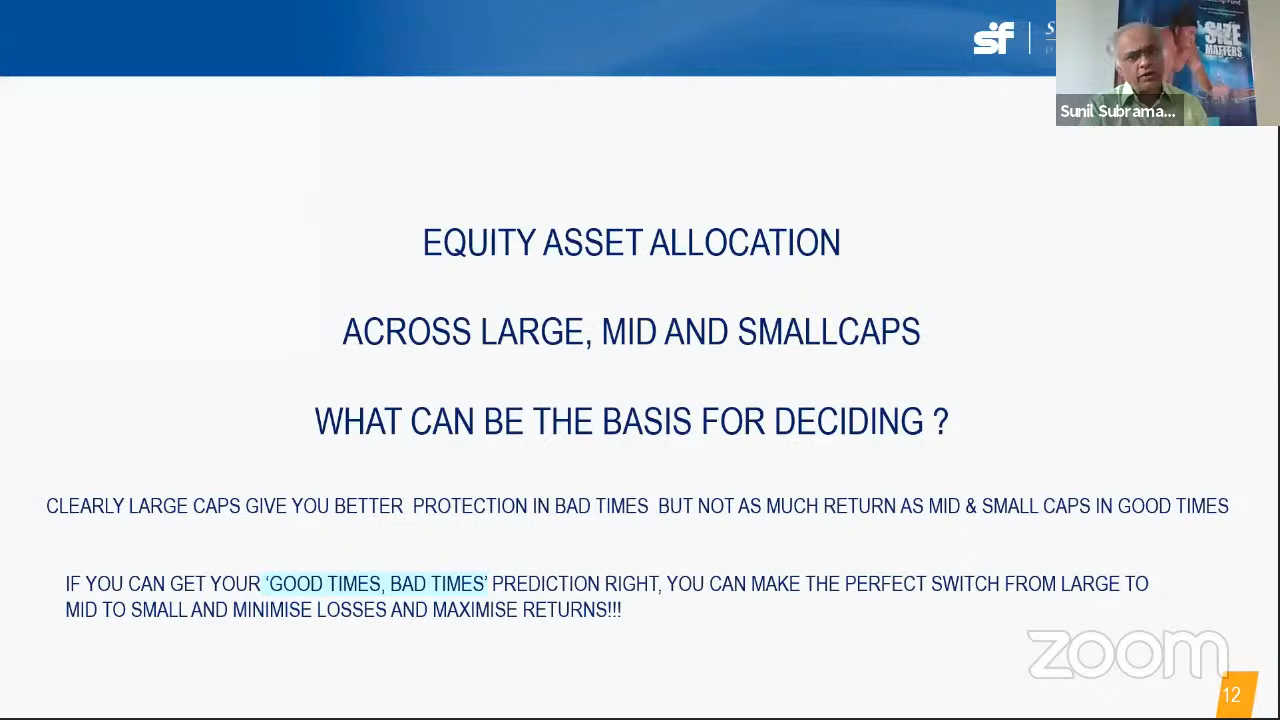 sf
SIZE
MATTERS
Sunil Subrama...
EQUITY ASSET ALLOCATION
ACROSS LARGE, MID AND SMALLCAPS
WHAT CAN BE THE BASIS FOR DECIDING ?
CLEARLY LARGE CAPS GIVE YOU BETTER PROTECTION IN BAD TIMES BUT NOT AS MUCH RETURN AS MID & SMALL CAPS IN GOOD TIMES
IF YOU CAN GET YOUR ‘GOOD TIMES, BAD TIMES’ PREDICTION RIGHT, YOU CAN MAKE THE PERFECT SWITCH FROM LARGE TO
MID TO SMALL AND MINIMISE LOSSES AND MAXIMISE RETURNS!!!
zoom
12